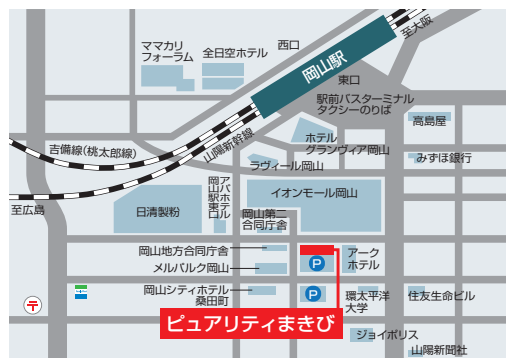 ママカリ
フォーラム
全日空ホテル
西口
岡山駅
至大阪
東口
駅前バスターミナル
タクシーのりば
高島屋
吉備線(桃太郎線)
山陽新幹線
ホテル
グランヴィア岡山
みずほ銀行
ラヴィール岡山
至広島
日清製粉
アパホテル
岡山駅東
イオンモール岡山
岡山第二
合同庁舎
岡山地方合同庁舎
メルパルク岡山
P
アーク
ホテル
岡山シティホテル
桑田町
P
環太平洋
大学
住友生命ビル
〒
ピュアリティまきび
ジョイポリス
山陽新聞社